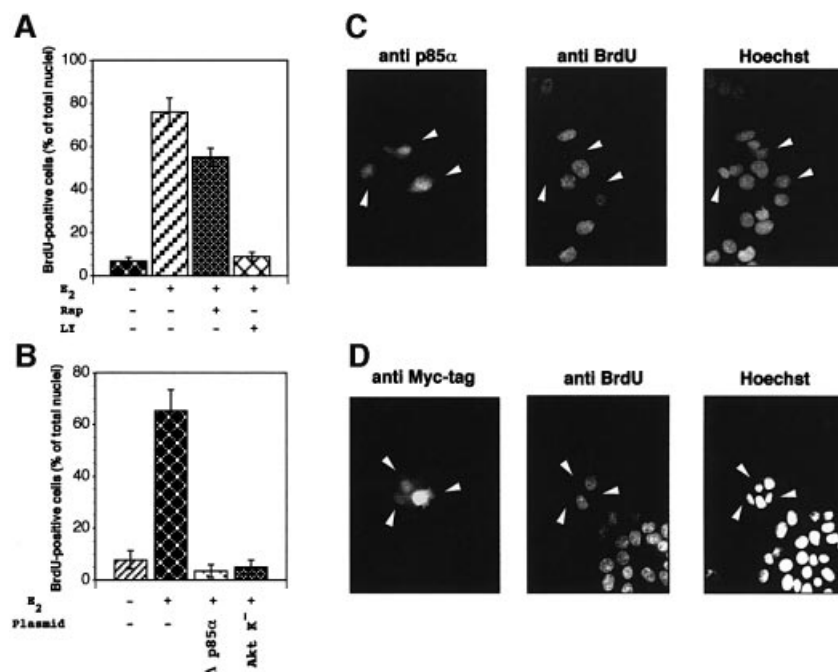 A
BrdU-positive cells (% of total nuclei)
100
80
60
40
20
0
E2 - + + +
Rap - - + -
LY - - - +
B
BrdU-positive cells (% of total nuclei)
80
60
40
20
0
E2 - + + +
Plasmid - -
p85α
Akt K-
C
anti p85α anti BrdU Hoechst
D
anti Myc-tag anti BrdU Hoechst